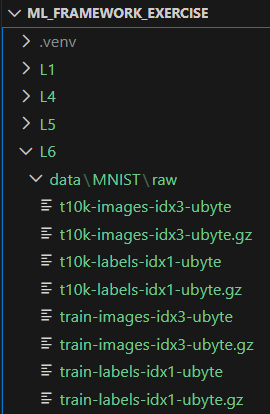 ML_FRAMEWORK_EXERCISE
.venv
L1
L4
L5
L6
data\MNIST\raw
t10k-images-idx3-ubyte
t10k-images-idx3-ubyte.gz
t10k-labels-idx1-ubyte
t10k-labels-idx1-ubyte.gz
train-images-idx3-ubyte
train-images-idx3-ubyte.gz
train-labels-idx1-ubyte
train-labels-idx1-ubyte.gz